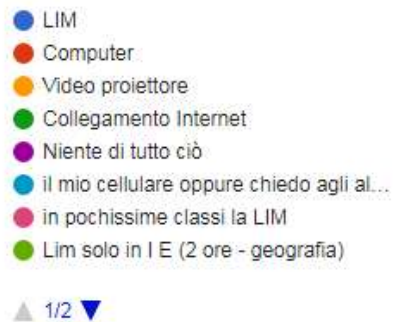 LIM
Computer
Video proiettore
Collegamento Internet
Niente di tutto ciò
il mio cellulare oppure chiedo agli al...
in pochissime classi la LIM
Lim solo in I E (2 ore - geografia)
1/2